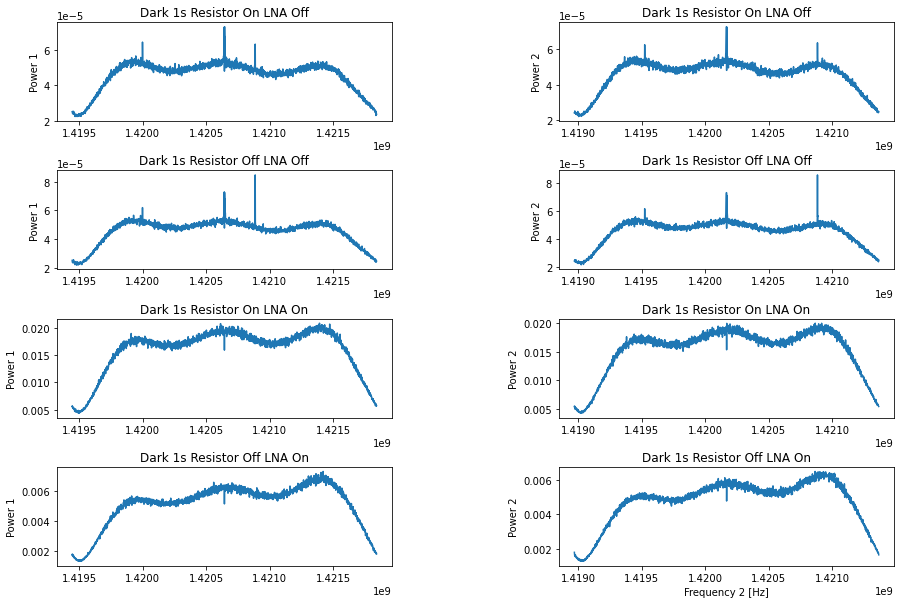 Dark 1s Resistor On LNA Off
1e−5
Power 1
6
4
2
1.4195 1.4200 1.4205 1.4210 1.4215
1e9
Dark 1s Resistor On LNA Off
1e−5
Power 2
6
4
2
1.4190 1.4195 1.4200 1.4205 1.4210
1e9
Dark 1s Resistor Off LNA Off
1e−5
Power 1
8
6
4
2
1.4195 1.4200 1.4205 1.4210 1.4215
1e9
Dark 1s Resistor Off LNA Off
1e−5
Power 2
8
6
4
2
1.4190 1.4195 1.4200 1.4205 1.4210
1e9
Dark 1s Resistor On LNA On
Power 1
0.020
0.015
0.010
0.005
1.4195 1.4200 1.4205 1.4210 1.4215
1e9
Dark 1s Resistor On LNA On
Power 2
0.020
0.015
0.010
0.005
1.4190 1.4195 1.4200 1.4205 1.4210
1e9
Dark 1s Resistor Off LNA On
Power 1
0.006
0.004
0.002
1.4195 1.4200 1.4205 1.4210 1.4215
1e9
Dark 1s Resistor Off LNA On
Power 2
0.006
0.004
0.002
1.4190 1.4195 1.4200 1.4205 1.4210
Frequency 2 [Hz]
1e9